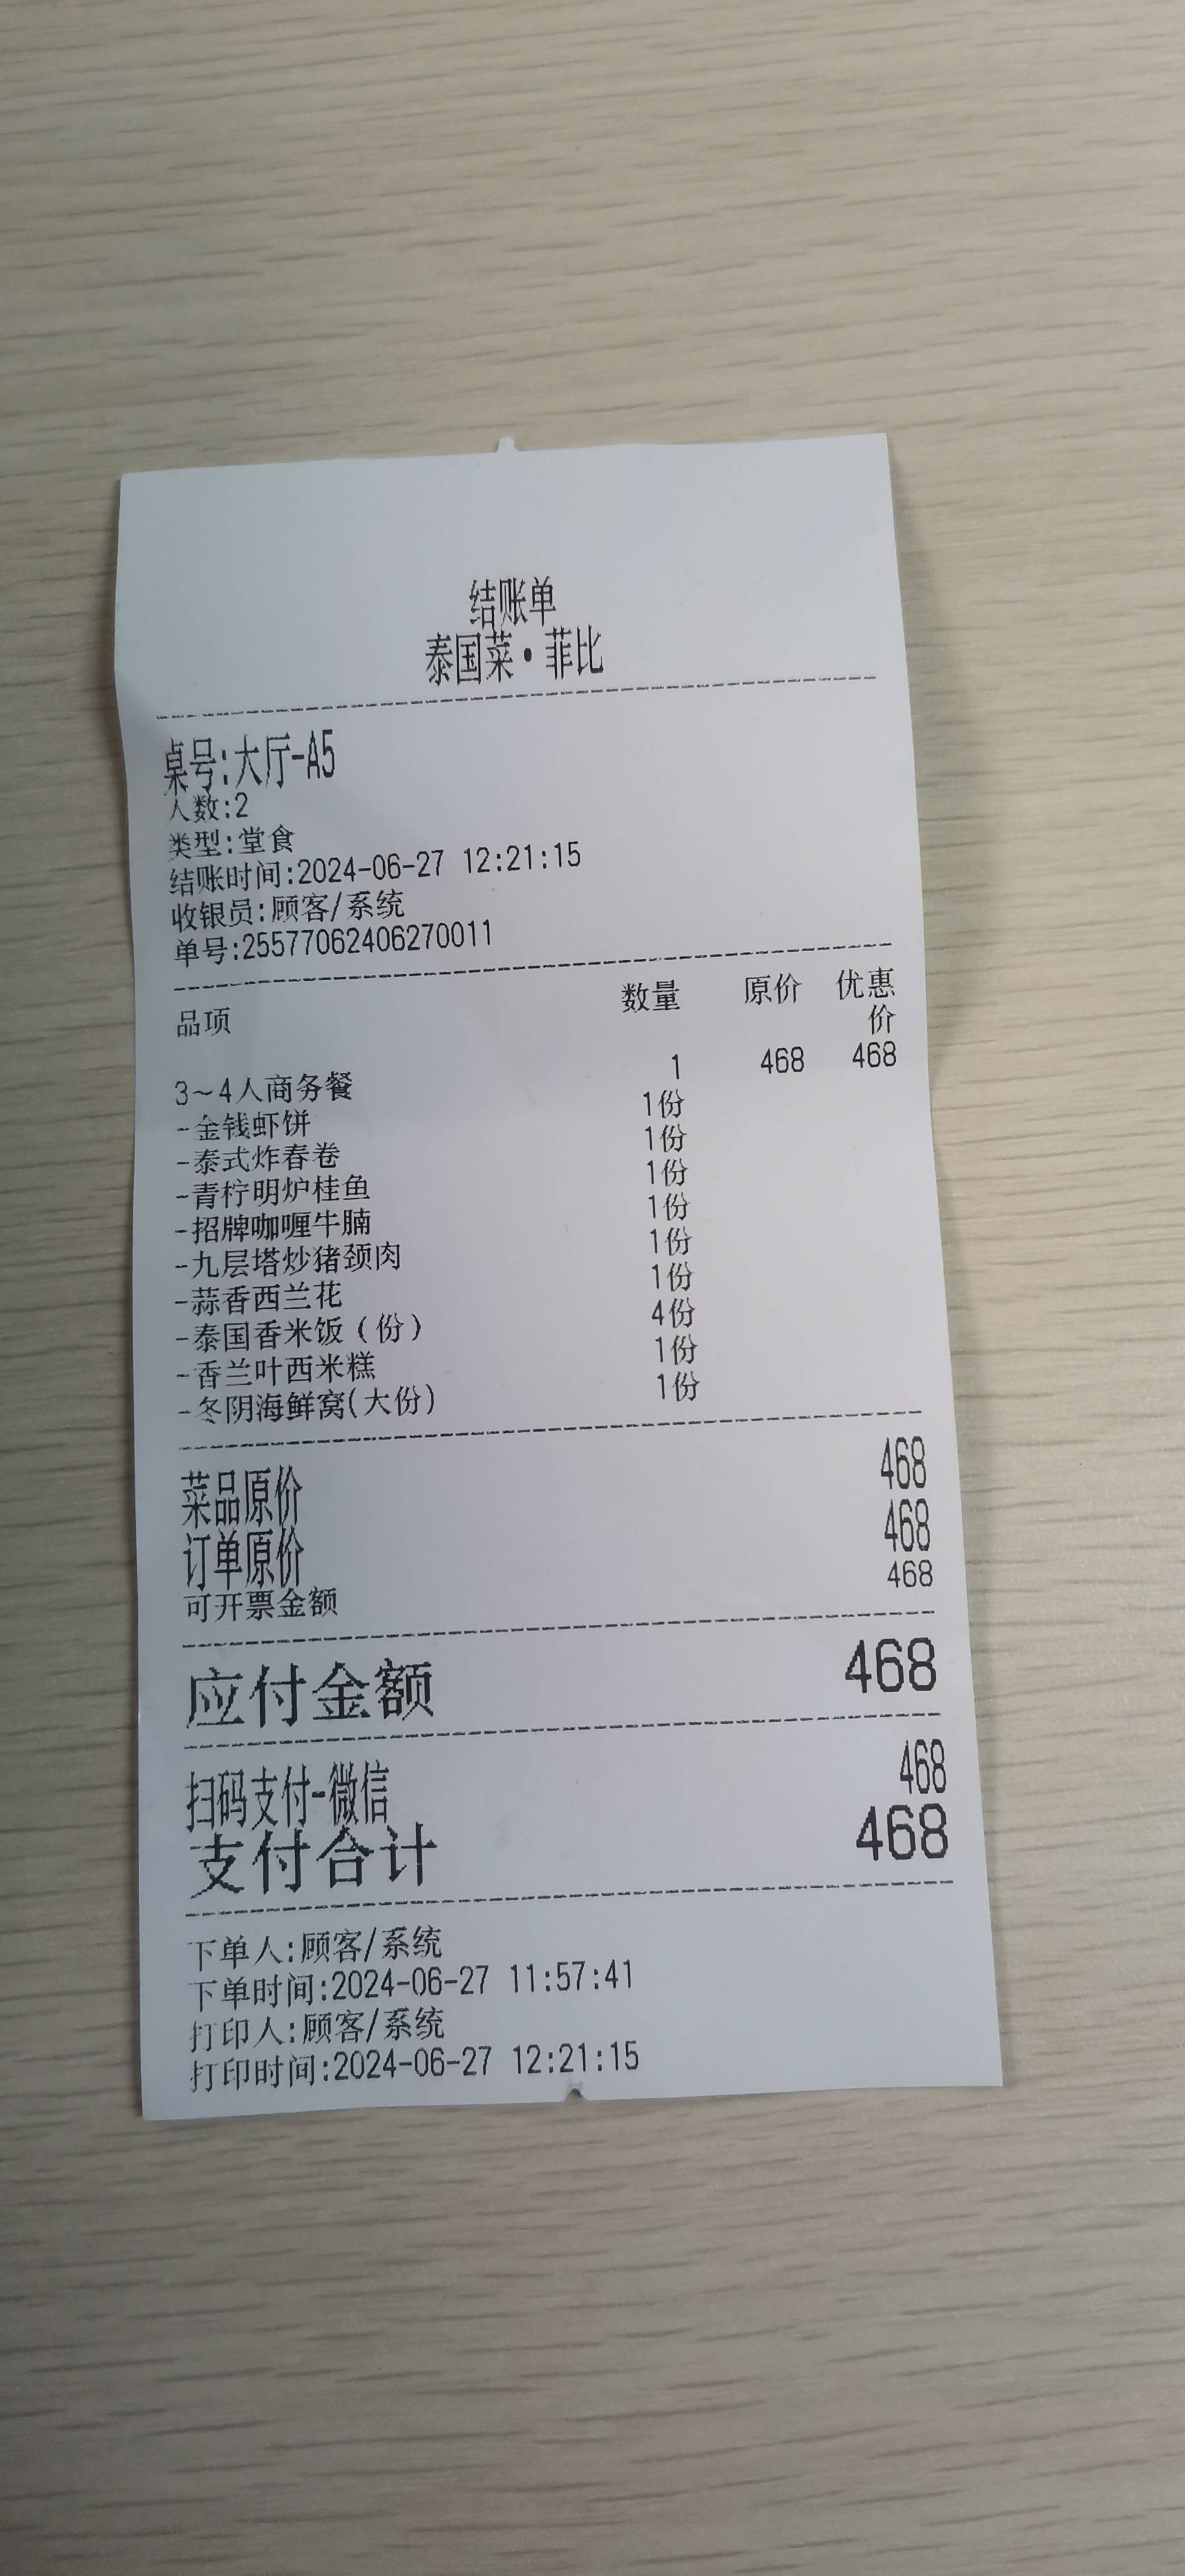 结账单
泰国菜•菲比
桌号:大厅-A5
人数:2
类型:堂食
结账时间:2024-06-27 12:21:15
收银员:顾客/系统
单号:25577062406270011
品项 数量 原价 优惠价
3~4人商务餐 1 468 468
-金钱虾饼 1份
-泰式炸春卷 1份
-青柠明炉桂鱼 1份
-招牌咖喱牛腩 1份
-九层塔炒猪颈肉 1份
-蒜香西兰花 1份
-泰国香米饭（份） 4份
-香兰叶西米糕 1份
-冬阴海鲜窝(大份) 1份
菜品原价 468
订单原价 468
可开票金额 468
应付金额 468
扫码支付-微信 468
支付合计 468
下单人:顾客/系统
下单时间:2024-06-27 11:57:41
打印人:顾客/系统
打印时间:2024-06-27 12:21:15